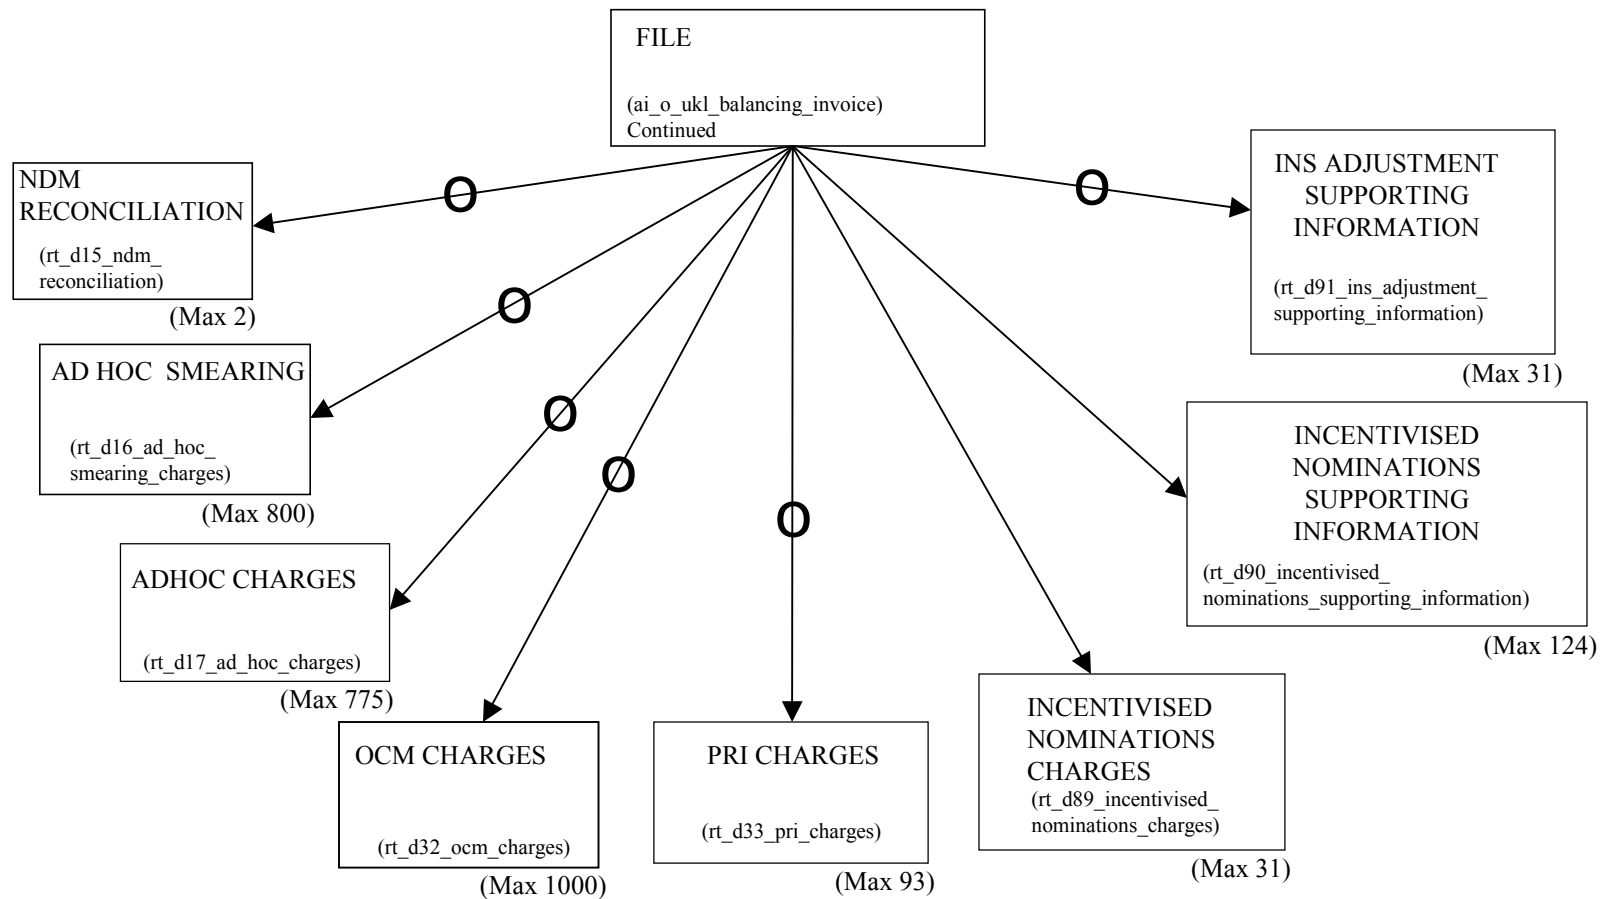 FILE
(ai_o_ukl_balancing_invoice)
Continued
NDM
RECONCILIATION
(rt_d15_ndm_
reconciliation)
(Max 2)
O
O
O
O
O
O
AD HOC  SMEARING
(rt_d16_ad_hoc_
smearing_charges)
(Max 800)
ADHOC CHARGES
(rt_d17_ad_hoc_charges)
(Max 775)
OCM CHARGES
(rt_d32_ocm_charges)
(Max 1000)
PRI CHARGES
(rt_d33_pri_charges)
(Max 93)
INCENTIVISED
NOMINATIONS
CHARGES
(rt_d89_incentivised_
nominations_charges)
(Max 31)
INCENTIVISED
NOMINATIONS
SUPPORTING
INFORMATION
(rt_d90_incentivised_
nominations_supporting_information)
(Max 124)
INS ADJUSTMENT
SUPPORTING
INFORMATION
(rt_d91_ins_adjustment_
supporting_information)
(Max 31)